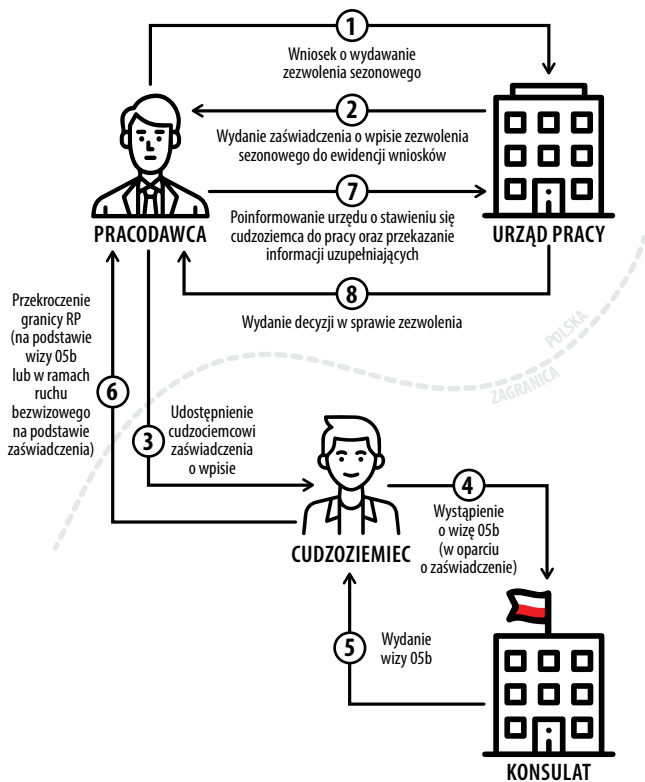 1
Wniosek o wydawanie
zezwolenia sezonowego
2
Wydanie zaświadczenia o wpisie zezwolenia
sezonowego do ewidencji wniosków
7
Poinformowanie urzędu o stawieniu się
cudzoziemca do pracy oraz przekazanie
informacji uzupełniających
PRACODAWCA
URZĄD PRACY
8
Wydanie decyzji w sprawie zezwolenia
POLSKA
ZAGRANICA
Przekroczenie
granicy RP
(na podstawie
wizy 05b
lub w ramach
ruchu
bezwizowego
na podstawie
zaświadczenia)
6
3
Udostępnienie
cudzociemcowi
zaświadczenia
o wpisie
CUDZOZIEMIEC
4
Wystąpienie
o wizę 05b
(w oparciu
o zaświadczenie)
5
Wydanie
wizy 05b
KONSULAT